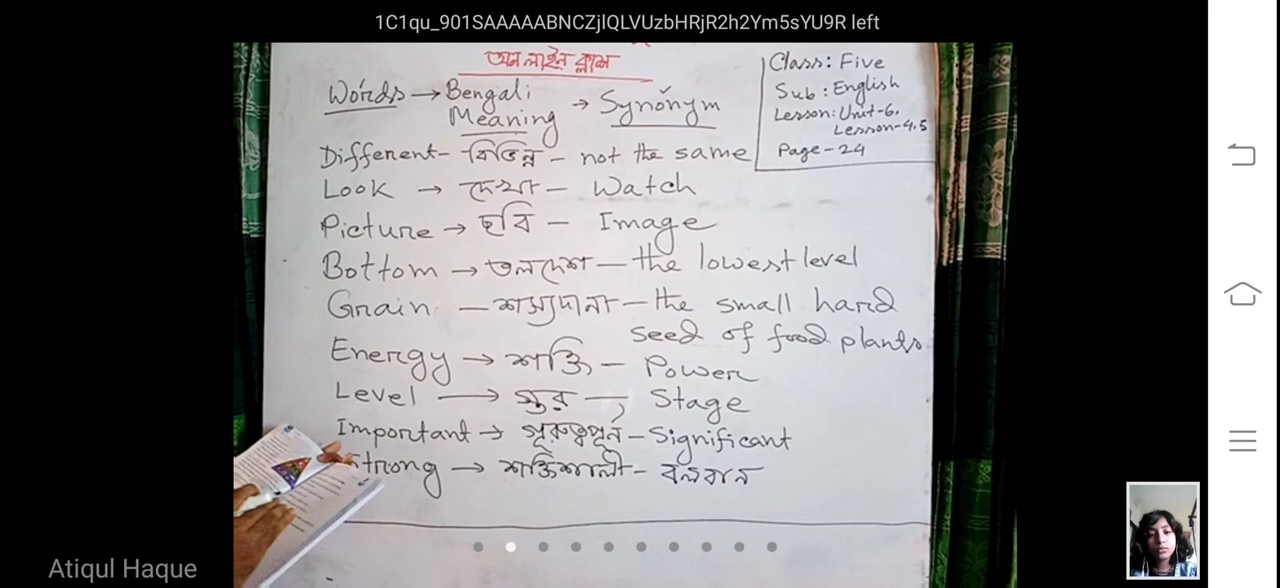 1C1qu_901SAAAAABNCZjlQLVUzbHRjR2h2Ym5sYU9R left
অনলাইন ক্লাশ
Class: Five
Sub: English
Lesson: Unit-6,
Lesson-4,5
Page-24
Words → Bengali Meaning → Synonym
Different- বিভিন্ন - not the same
Look → দেখা - Watch
Picture → ছবি - Image
Bottom → তলদেশ - the lowest level
Grain - শস্যদানা - the small hard
seed of food plants
Energy → শক্তি - Power
Level → স্তর -, Stage
Important → গূরুত্বপূর্ন - Significant
Strong → শক্তিশালী - বলবান
Atiqul Haque